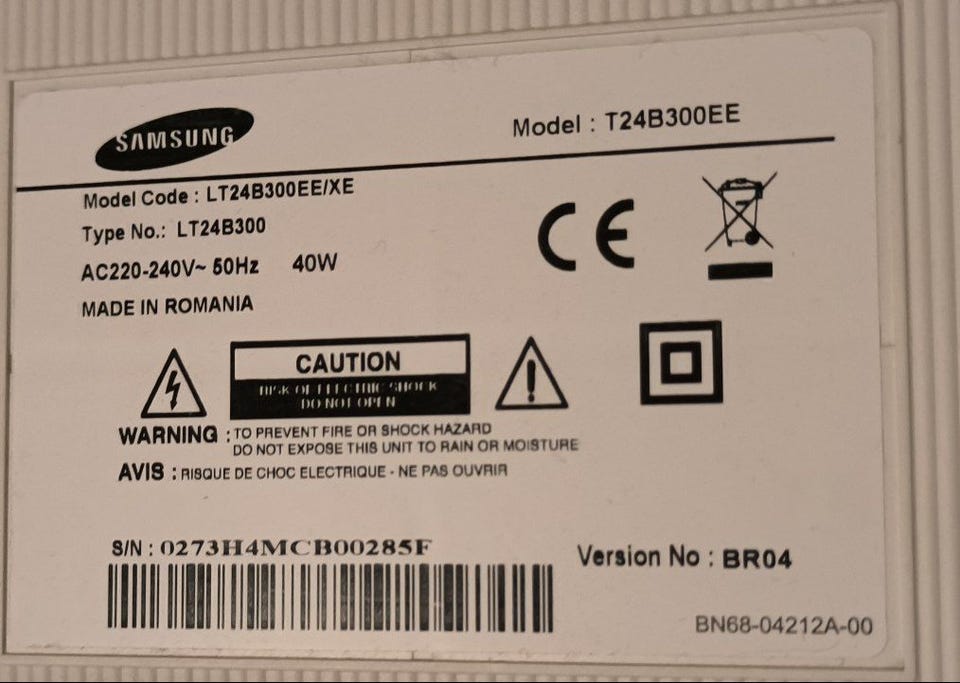 SAMSUNG
Model : T24B300EE
Model Code : LT24B300EE/XE
Type No.: LT24B300
AC220-240V~ 50Hz 40W
MADE IN ROMANIA
CE
CAUTION
RISK OF ELECTRIC SHOCK
DO NOT OPEN
WARNING : TO PREVENT FIRE OR SHOCK HAZARD
DO NOT EXPOSE THIS UNIT TO RAIN OR MOISTURE
AVIS : RISQUE DE CHOC ELECTRIQUE - NE PAS OUVRIR
S/N : 0273H4MCB00285F
Version No : BR04
BN68-04212A-00